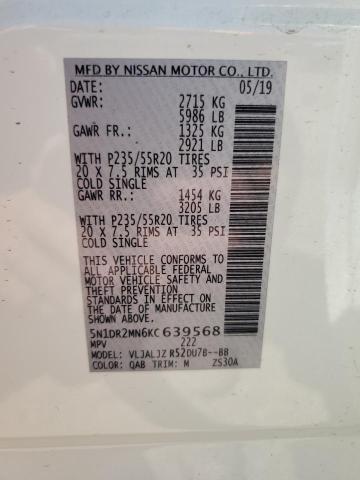 MFD BY NISSAN MOTOR CO., LTD.
DATE: 05/19
GVWR: 2715 KG
5986 LB
GAWR FR.: 1325 KG
2921 LB
WITH P235/55R20 TIRES
20 x 7.5 RIMS AT 35 PSI
COLD SINGLE
GAWR RR.: 1454 KG
3205 LB
WITH P235/55R20 TIRES
20 x 7.5 RIMS AT 35 PSI
COLD SINGLE
THIS VEHICLE CONFORMS TO
ALL APPLICABLE FEDERAL
MOTOR VEHICLE SAFETY
STANDARDS IN EFFECT ON
THE DATE OF MANUFACTURE
SHOWN ABOVE.
5N1DR2MN6KC639568
MPV 222
MODEL: VLJALJZ R52DU7B--BB
COLOR: QAB TRIM: M ZS30A